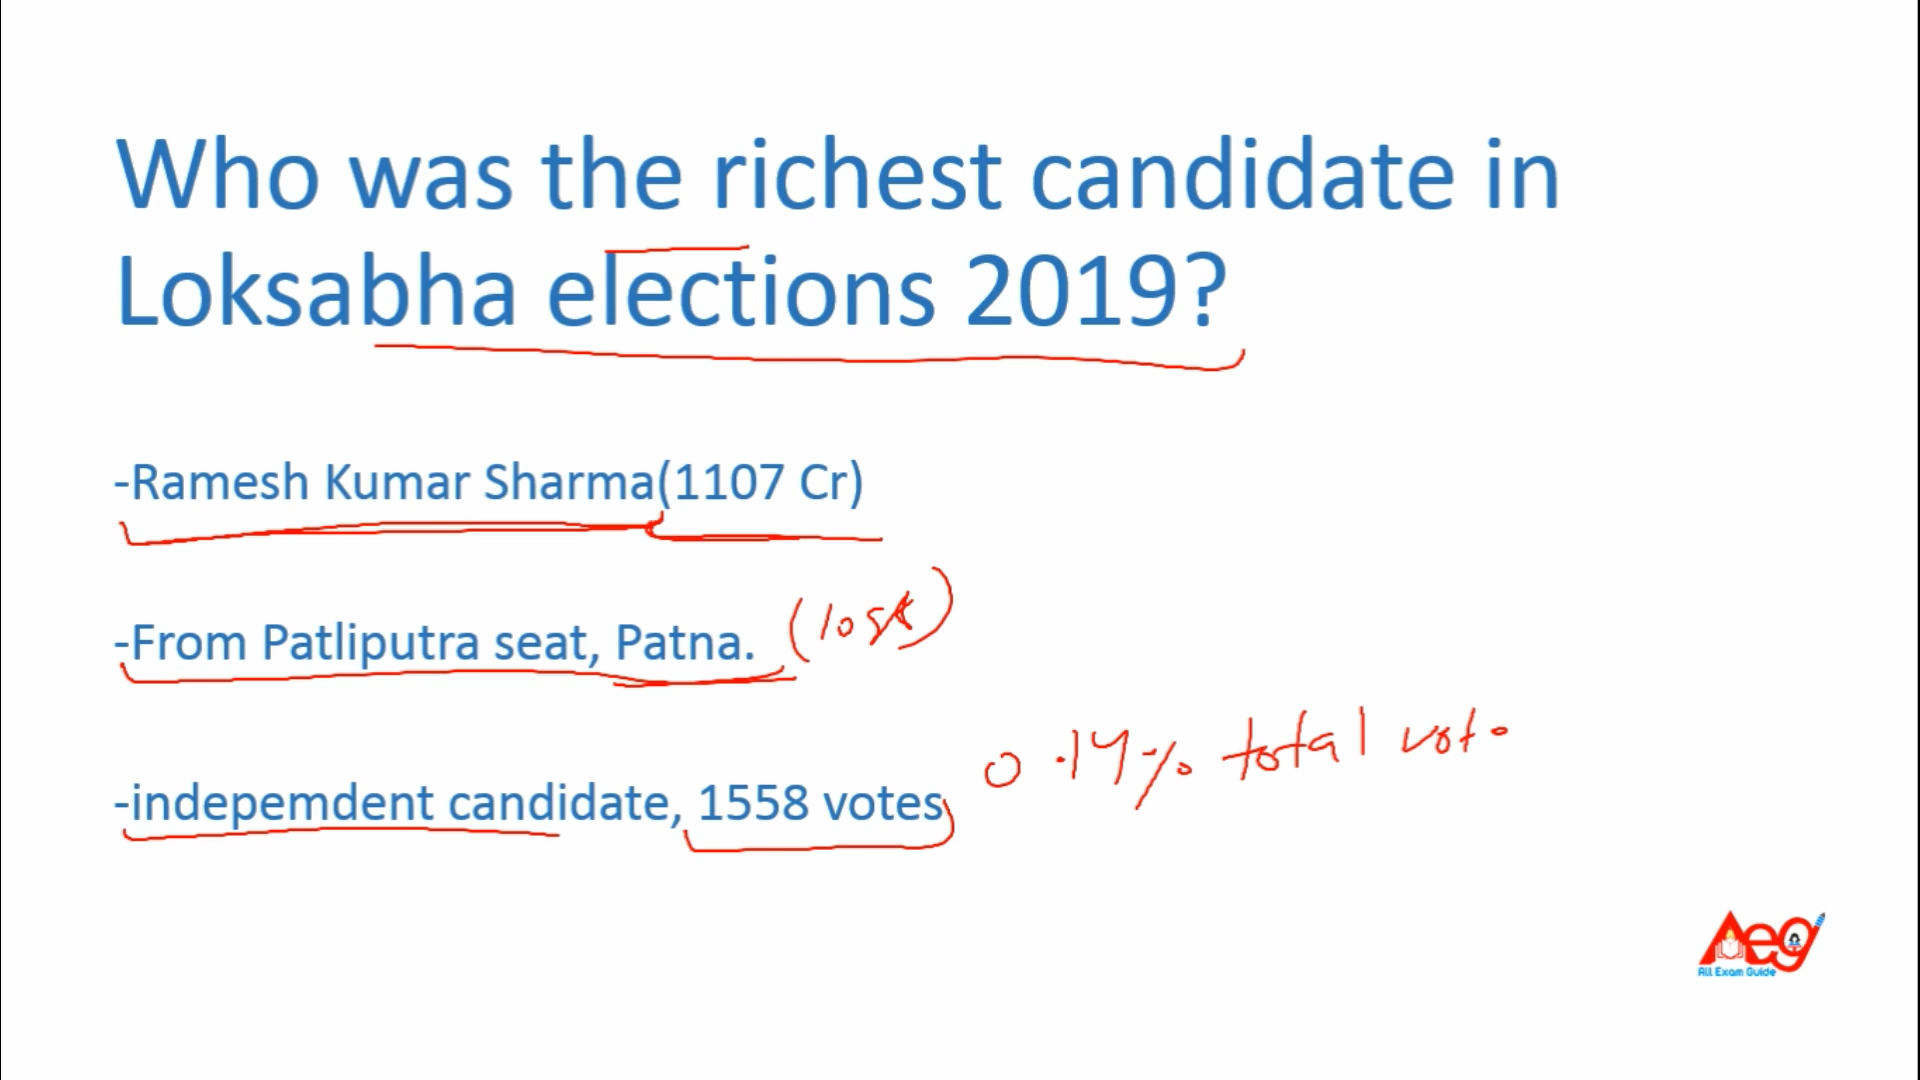 Who was the richest candidate in
Loksabha elections 2019?
-Ramesh Kumar Sharma(1107 Cr)
-From Patliputra seat, Patna. (lost)
-indepemdent candidate, 1558 votes 0.14% total vote
Aeg
All Exam Guide